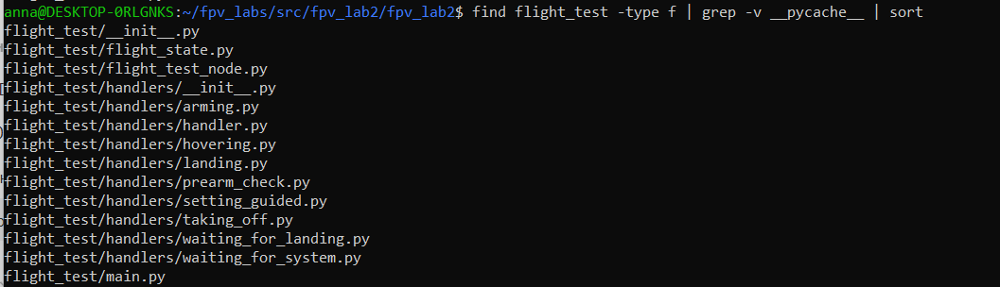 anna@DESKTOP-0RLGNKS:~/fpv_labs/src/fpv_lab2/fpv_lab2$ find flight_test -type f | grep -v __pycache__ | sort
flight_test/__init__.py
flight_test/flight_state.py
flight_test/flight_test_node.py
flight_test/handlers/__init__.py
flight_test/handlers/arming.py
flight_test/handlers/handler.py
flight_test/handlers/hovering.py
flight_test/handlers/landing.py
flight_test/handlers/prearm_check.py
flight_test/handlers/setting_guided.py
flight_test/handlers/taking_off.py
flight_test/handlers/waiting_for_landing.py
flight_test/handlers/waiting_for_system.py
flight_test/main.py